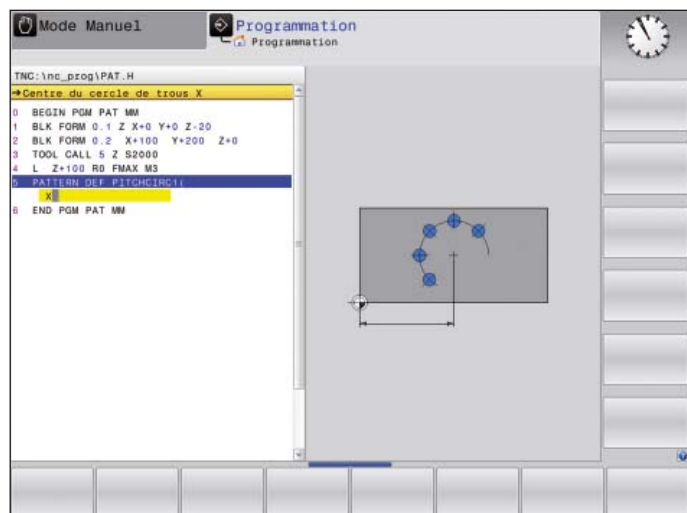 Mode Manuel
Programmation
Programmation
TNC:\nc_prog\PAT.H
→Centre du cercle de trous X
0 BEGIN PGM PAT MM
1 BLK FORM 0.1 Z X+0 Y+0 Z-20
2 BLK FORM 0.2 X+100 Y+200 Z+0
3 TOOL CALL 5 Z S2000
4 L Z+100 R0 FMAX M3
5 PATTERN DEF PITCHCIRC1(
X
6 END PGM PAT MM